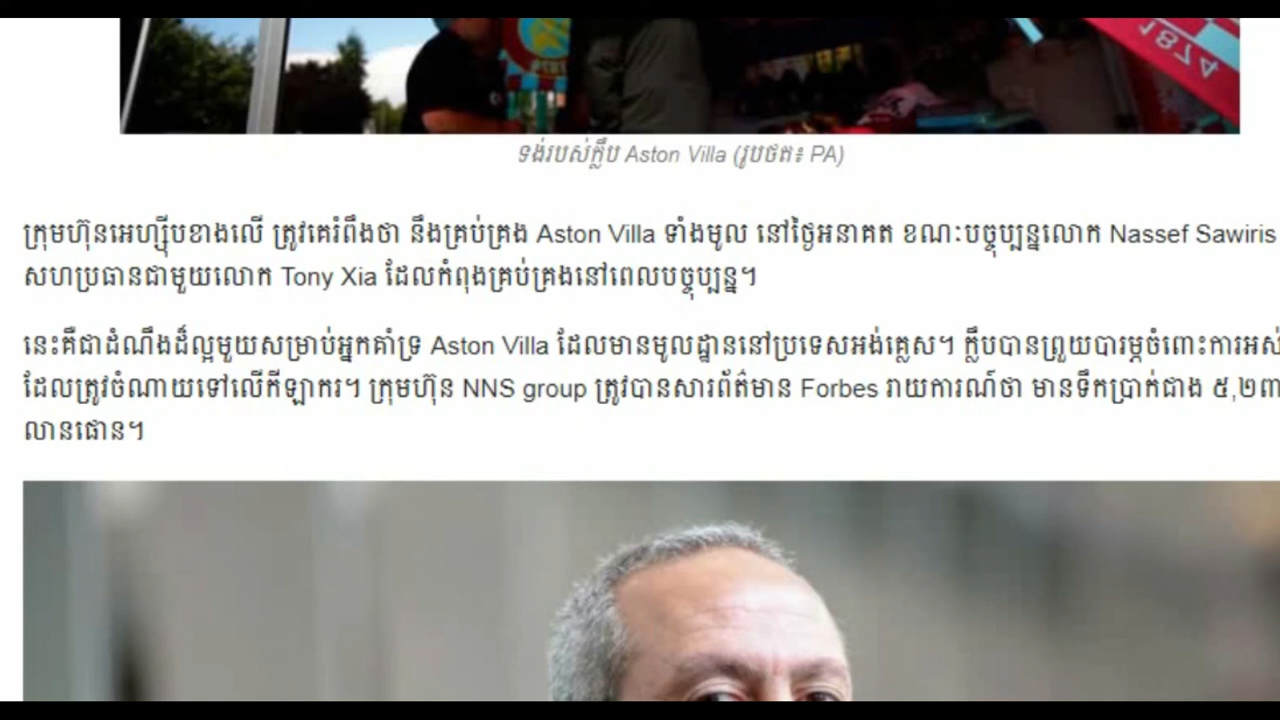 1874
ទង់របស់ក្លឹប Aston Villa (រូបថត៖ PA)
ក្រុមហ៊ុនអេហ្ស៊ីបខាងលើ ត្រូវគេរំពឹងថា នឹងគ្រប់គ្រង Aston Villa ទាំងមូល នៅថ្ងៃអនាគត ខណៈបច្ចុប្បន្នលោក Nassef Sawiris
សហប្រធានជាមួយលោក Tony Xia ដែលកំពុងគ្រប់គ្រងនៅពេលបច្ចុប្បន្ន។
នេះគឺជាដំណឹងដ៏ល្អមួយសម្រាប់អ្នកគាំទ្រ Aston Villa ដែលមានមូលដ្ឋាននៅប្រទេសអង់គ្លេស។ ក្លឹបបានព្រួយបារម្ភចំពោះការអស់
ដែលត្រូវចំណាយទៅលើកីឡាករ។ ក្រុមហ៊ុន NNS group ត្រូវបានសារព័ត៌មាន Forbes រាយការណ៍ថា មានទឹកប្រាក់ជាង ៥,២៣
លានផោន។